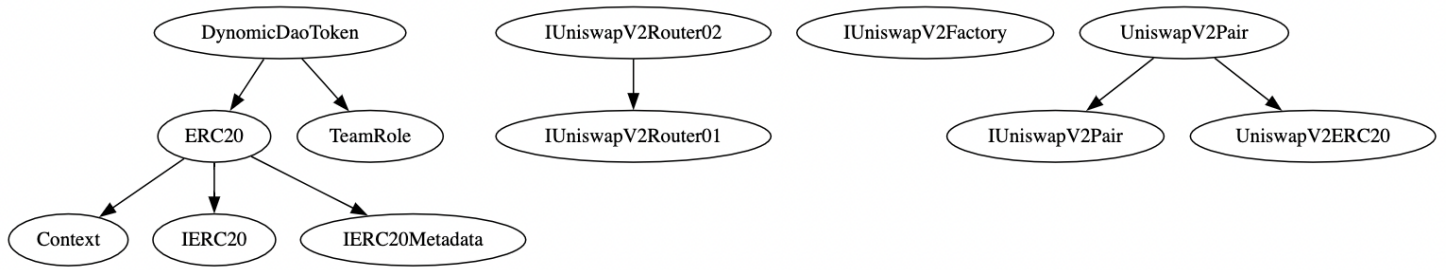 DynomicDaoToken
IUniswapV2Router02
IUniswapV2Factory
UniswapV2Pair
ERC20
TeamRole
IUniswapV2Router01
IUniswapV2Pair
UniswapV2ERC20
Context
IERC20
IERC20Metadata